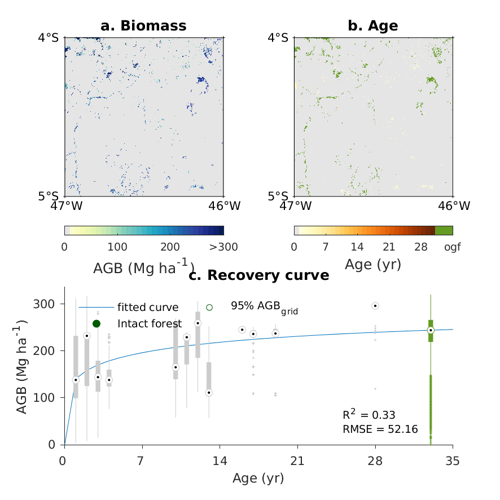 a. Biomass
b. Age
4°S
5°S
47°W 46°W
4°S
5°S
47°W 46°W
0 100 200 >300
AGB (Mg ha⁻¹)
0 7 14 21 28 ogf
Age (yr)
c. Recovery curve
fitted curve
95% AGB_grid
Intact forest
AGB (Mg ha⁻¹)
300
200
100
0
R² = 0.33
RMSE = 52.16
0 7 14 21 28 35
Age (yr)